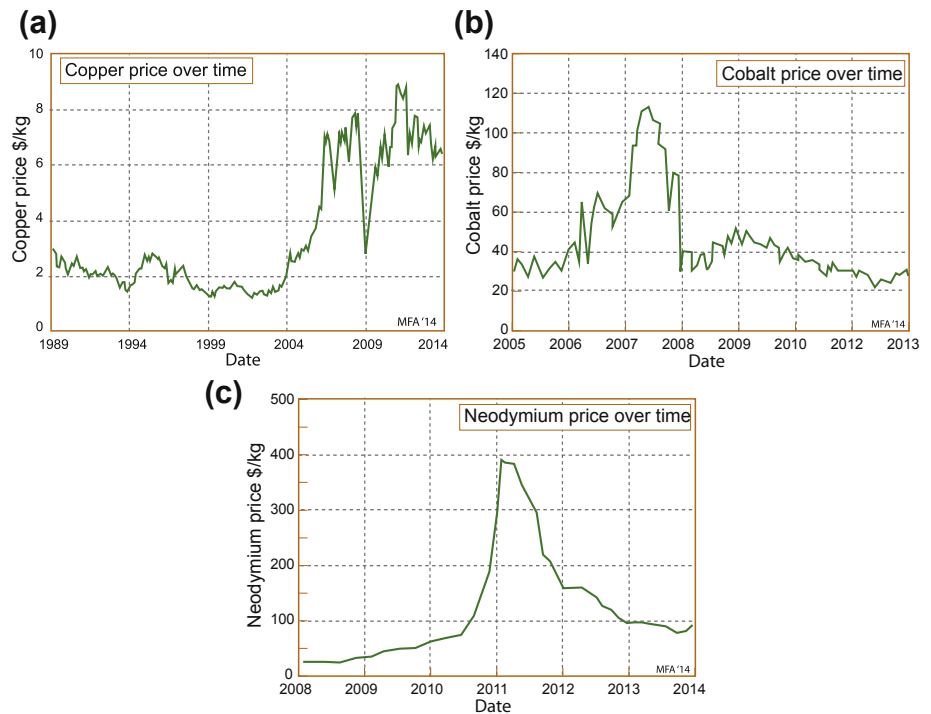 (a)
Copper price over time
Copper price $/kg
10
8
6
4
2
0
1989
1994
1999
2004
2009
2014
Date
MFA '14
(b)
Cobalt price over time
Cobalt price $/kg
140
120
100
80
60
40
20
0
2005
2006
2007
2008
2009
2010
2012
2013
Date
MFA '14
(c)
Neodymium price over time
Neodymium price $/kg
500
400
300
200
100
0
2008
2009
2010
2011
2012
2013
2014
Date
MFA '14